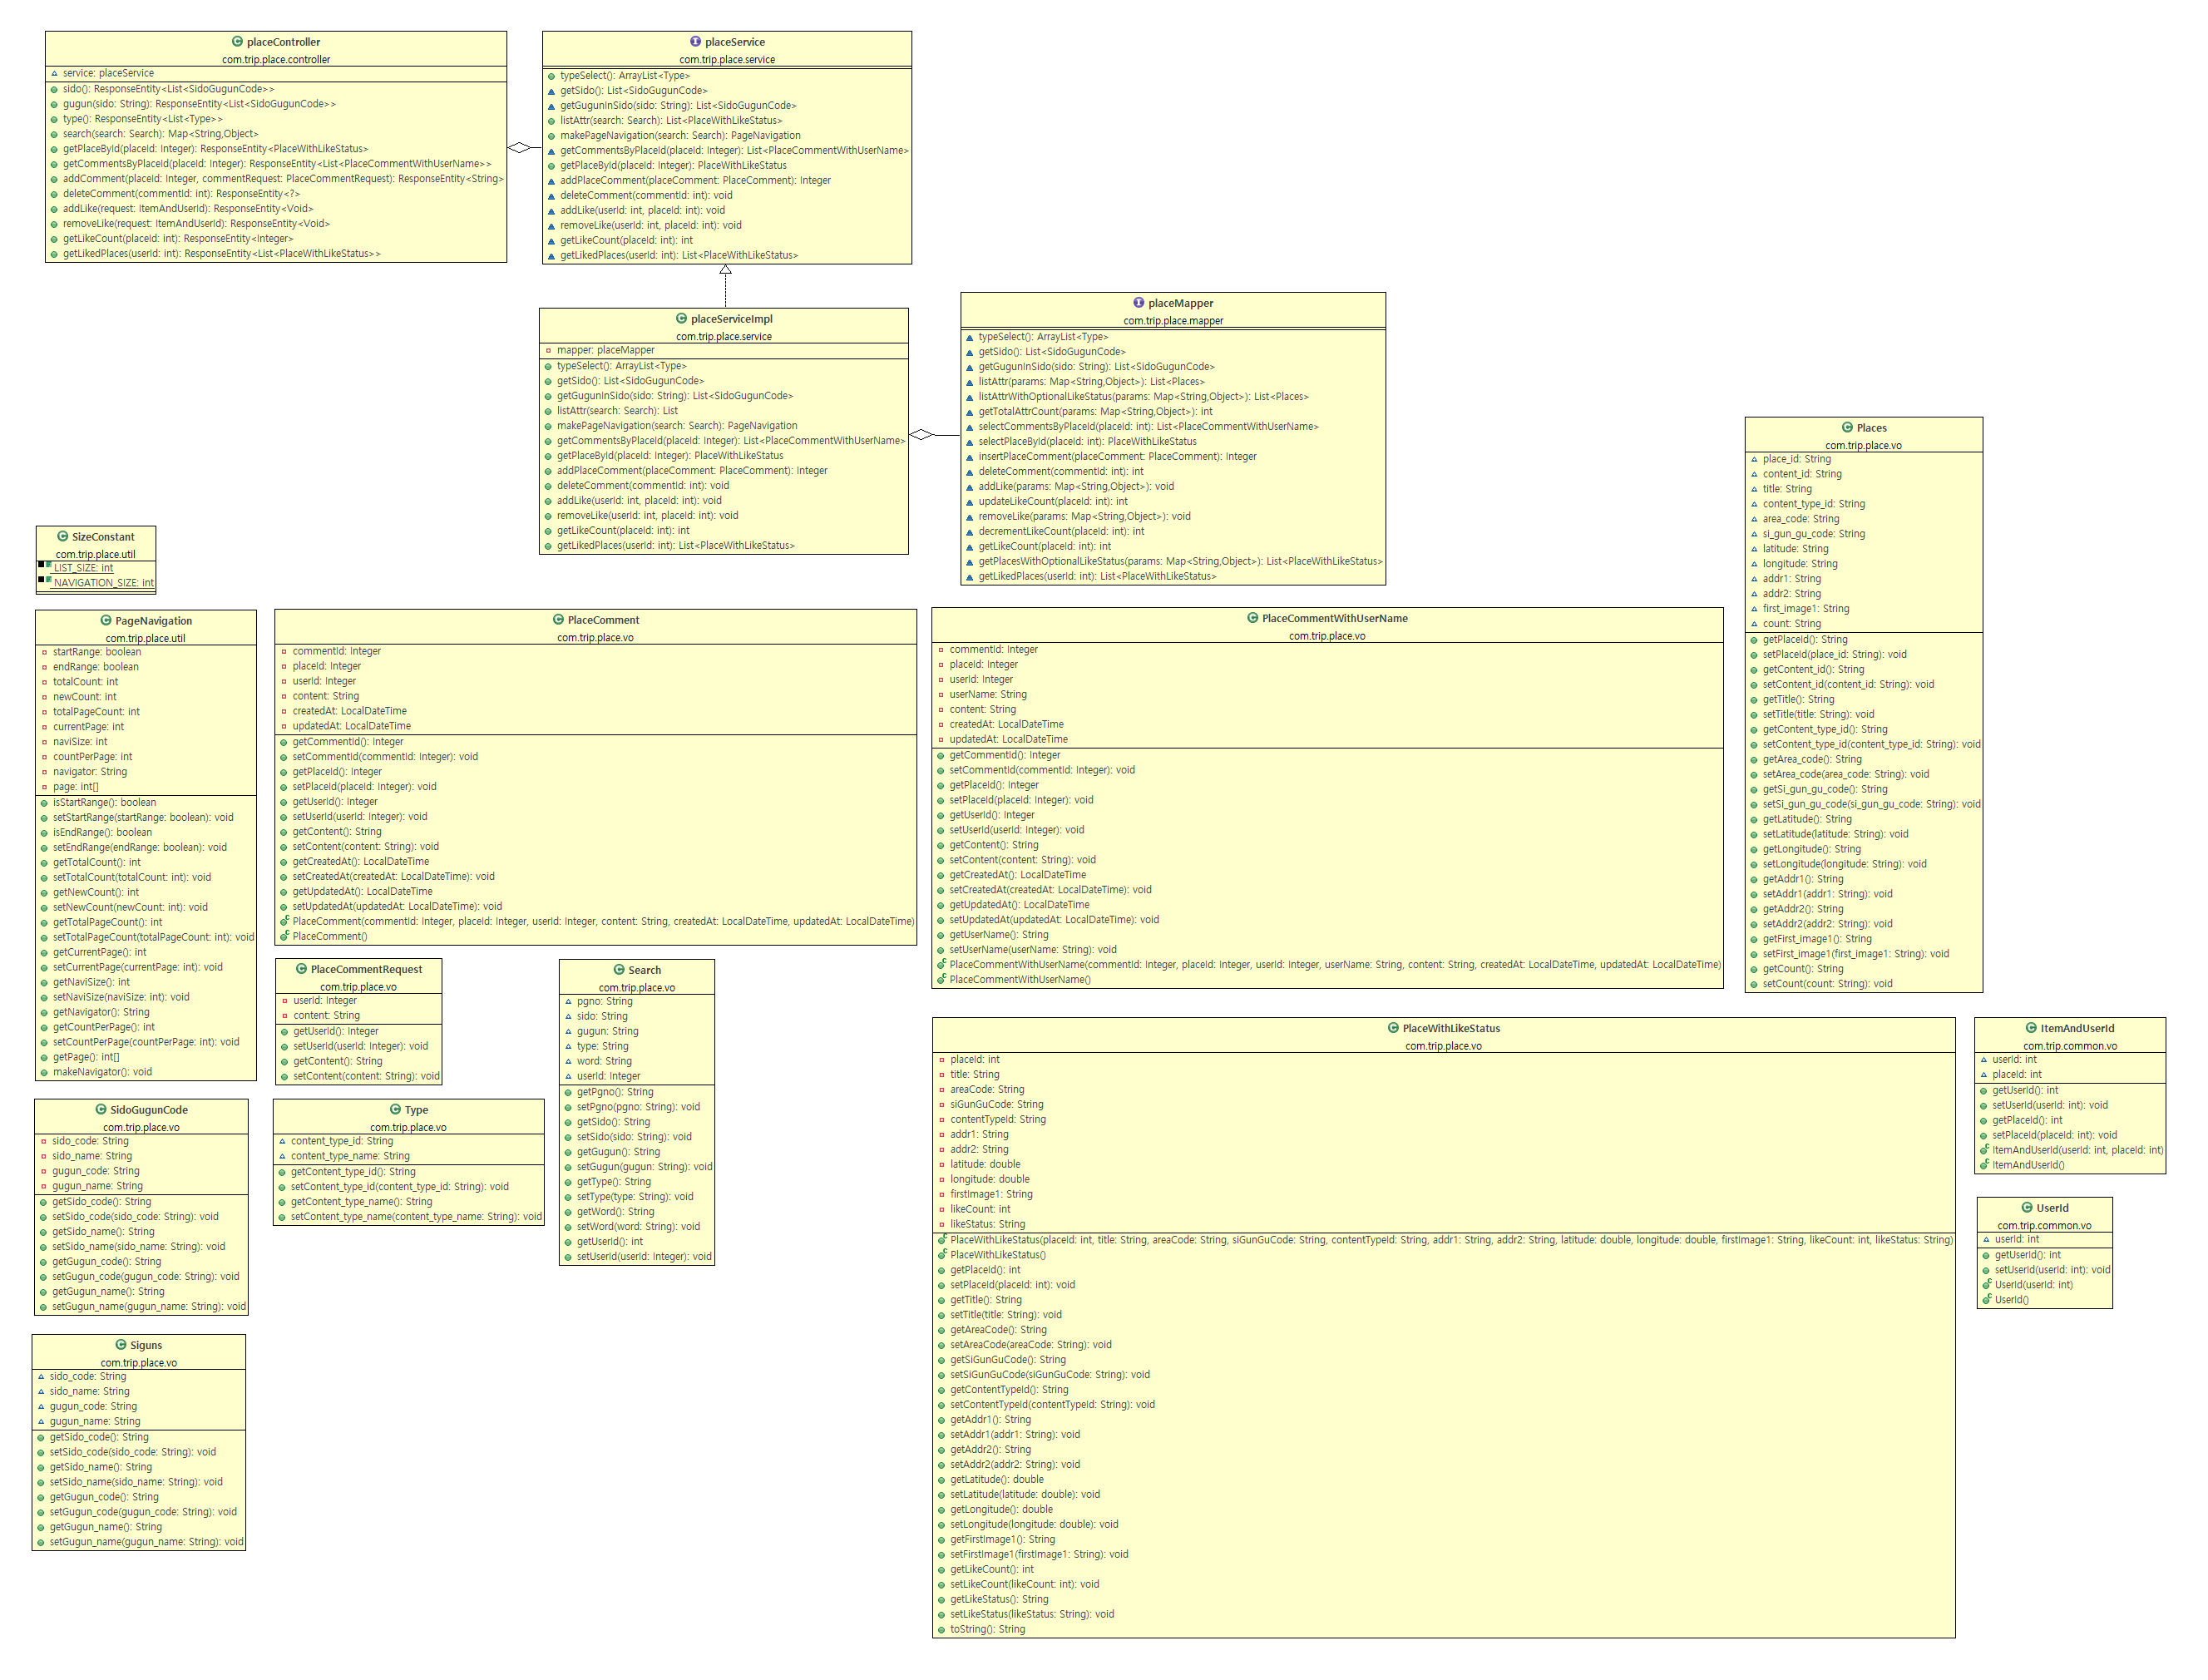 placeController
com.trip.place.controller
service: placeService
sido(): ResponseEntity<List<SidoGugunCode>>
gugun(sido: String): ResponseEntity<List<SidoGugunCode>>
type(): ResponseEntity<List<Type>>
search(search: Search): Map<String,Object>
getPlaceById(placeId: Integer): ResponseEntity<PlaceWithLikeStatus>
getCommentsByPlaceId(placeId: Integer): ResponseEntity<List<PlaceCommentWithUserName>>
addComment(placeId: Integer, commentRequest: PlaceCommentRequest): ResponseEntity<String>
deleteComment(commentId: int): ResponseEntity<?>
addLike(request: ItemAndUserId): ResponseEntity<Void>
removeLike(request: ItemAndUserId): ResponseEntity<Void>
getLikeCount(placeId: int): ResponseEntity<Integer>
getLikedPlaces(userId: int): ResponseEntity<List<PlaceWithLikeStatus>>
placeService
com.trip.place.service
typeSelect(): ArrayList<Type>
getSido(): List<SidoGugunCode>
getGugunInSido(sido: String): List<SidoGugunCode>
listAttr(search: Search): List<PlaceWithLikeStatus>
makePageNavigation(search: Search): PageNavigation
getCommentsByPlaceId(placeId: Integer): List<PlaceCommentWithUserName>
getPlaceById(placeId: Integer): PlaceWithLikeStatus
addPlaceComment(placeComment: PlaceComment): Integer
deleteComment(commentId: int): void
addLike(userId: int, placeId: int): void
removeLike(userId: int, placeId: int): void
getLikeCount(placeId: int): int
getLikedPlaces(userId: int): List<PlaceWithLikeStatus>
placeServiceImpl
com.trip.place.service
mapper: placeMapper
typeSelect(): ArrayList<Type>
getSido(): List<SidoGugunCode>
getGugunInSido(sido: String): List<SidoGugunCode>
listAttr(search: Search): List
makePageNavigation(search: Search): PageNavigation
getCommentsByPlaceId(placeId: Integer): List<PlaceCommentWithUserName>
getPlaceById(placeId: Integer): PlaceWithLikeStatus
addPlaceComment(placeComment: PlaceComment): Integer
deleteComment(commentId: int): void
addLike(userId: int, placeId: int): void
removeLike(userId: int, placeId: int): void
getLikeCount(placeId: int): int
getLikedPlaces(userId: int): List<PlaceWithLikeStatus>
placeMapper
com.trip.place.mapper
typeSelect(): ArrayList<Type>
getSido(): List<SidoGugunCode>
getGugunInSido(sido: String): List<SidoGugunCode>
listAttr(params: Map<String,Object>): List<Places>
listAttrWithOptionalLikeStatus(params: Map<String,Object>): List<Places>
getTotalAttrCount(params: Map<String,Object>): int
selectCommentsByPlaceId(placeId: int): List<PlaceCommentWithUserName>
selectPlaceById(placeId: int): PlaceWithLikeStatus
insertPlaceComment(placeComment: PlaceComment): Integer
deleteComment(commentId: int): int
addLike(params: Map<String,Object>): void
updateLikeCount(placeId: int): int
removeLike(params: Map<String,Object>): void
decrementLikeCount(placeId: int): int
getLikeCount(placeId: int): int
getPlacesWithOptionalLikeStatus(params: Map<String,Object>): List<PlaceWithLikeStatus>
getLikedPlaces(userId: int): List<PlaceWithLikeStatus>
Places
com.trip.place.vo
place_id: String
content_id: String
title: String
content_type_id: String
area_code: String
si_gun_gu_code: String
latitude: String
longitude: String
addr1: String
addr2: String
first_image1: String
count: String
getPlaceId(): String
setPlaceId(place_id: String): void
getContent_id(): String
setContent_id(content_id: String): void
getTitle(): String
setTitle(title: String): void
getContent_type_id(): String
setContent_type_id(content_type_id: String): void
getArea_code(): String
setArea_code(area_code: String): void
getSi_gun_gu_code(): String
setSi_gun_gu_code(si_gun_gu_code: String): void
getLatitude(): String
setLatitude(latitude: String): void
getLongitude(): String
setLongitude(longitude: String): void
getAddr1(): String
setAddr1(addr1: String): void
getAddr2(): String
setAddr2(addr2: String): void
getFirst_image1(): String
setFirst_image1(first_image1: String): void
getCount(): String
setCount(count: String): void
SizeConstant
com.trip.place.util
LIST_SIZE: int
NAVIGATION_SIZE: int
PageNavigation
com.trip.place.util
startRange: boolean
endRange: boolean
totalCount: int
newCount: int
totalPageCount: int
currentPage: int
naviSize: int
countPerPage: int
navigator: String
page: int[]
isStartRange(): boolean
setStartRange(startRange: boolean): void
isEndRange(): boolean
setEndRange(endRange: boolean): void
getTotalCount(): int
setTotalCount(totalCount: int): void
getNewCount(): int
setNewCount(newCount: int): void
getTotalPageCount(): int
setTotalPageCount(totalPageCount: int): void
getCurrentPage(): int
setCurrentPage(currentPage: int): void
getNaviSize(): int
setNaviSize(naviSize: int): void
getNavigator(): String
getCountPerPage(): int
setCountPerPage(countPerPage: int): void
getPage(): int[]
makeNavigator(): void
PlaceComment
com.trip.place.vo
commentId: Integer
placeId: Integer
userId: Integer
content: String
createdAt: LocalDateTime
updatedAt: LocalDateTime
getCommentId(): Integer
setCommentId(commentId: Integer): void
getPlaceId(): Integer
setPlaceId(placeId: Integer): void
getUserId(): Integer
setUserId(userId: Integer): void
getContent(): String
setContent(content: String): void
getCreatedAt(): LocalDateTime
setCreatedAt(createdAt: LocalDateTime): void
getUpdatedAt(): LocalDateTime
setUpdatedAt(updatedAt: LocalDateTime): void
PlaceComment(commentId: Integer, placeId: Integer, userId: Integer, content: String, createdAt: LocalDateTime, updatedAt: LocalDateTime)
PlaceComment()
PlaceCommentWithUserName
com.trip.place.vo
commentId: Integer
placeId: Integer
userId: Integer
userName: String
content: String
createdAt: LocalDateTime
updatedAt: LocalDateTime
getCommentId(): Integer
setCommentId(commentId: Integer): void
getPlaceId(): Integer
setPlaceId(placeId: Integer): void
getUserId(): Integer
setUserId(userId: Integer): void
getContent(): String
setContent(content: String): void
getCreatedAt(): LocalDateTime
setCreatedAt(createdAt: LocalDateTime): void
getUpdatedAt(): LocalDateTime
setUpdatedAt(updatedAt: LocalDateTime): void
getUserName(): String
setUserName(userName: String): void
PlaceCommentWithUserName(commentId: Integer, placeId: Integer, userId: Integer, userName: String, content: String, createdAt: LocalDateTime, updatedAt: LocalDateTime)
PlaceCommentWithUserName()
PlaceCommentRequest
com.trip.place.vo
userId: Integer
content: String
getUserId(): Integer
setUserId(userId: Integer): void
getContent(): String
setContent(content: String): void
Search
com.trip.place.vo
pgno: String
sido: String
gugun: String
type: String
word: String
userId: Integer
getPgno(): String
setPgno(pgno: String): void
getSido(): String
setSido(sido: String): void
getGugun(): String
setGugun(gugun: String): void
getType(): String
setType(type: String): void
getWord(): String
setWord(word: String): void
getUserId(): int
setUserId(userId: Integer): void
PlaceWithLikeStatus
com.trip.place.vo
placeId: int
title: String
areaCode: String
siGunGuCode: String
contentTypeId: String
addr1: String
addr2: String
latitude: double
longitude: double
firstImage1: String
likeCount: int
likeStatus: String
PlaceWithLikeStatus(placeId: int, title: String, areaCode: String, siGunGuCode: String, contentTypeId: String, addr1: String, addr2: String, latitude: double, longitude: double, firstImage1: String, likeCount: int, likeStatus: String)
PlaceWithLikeStatus()
getPlaceId(): int
setPlaceId(placeId: int): void
getTitle(): String
setTitle(title: String): void
getAreaCode(): String
setAreaCode(areaCode: String): void
getSiGunGuCode(): String
setSiGunGuCode(siGunGuCode: String): void
getContentTypeId(): String
setContentTypeId(contentTypeId: String): void
getAddr1(): String
setAddr1(addr1: String): void
getAddr2(): String
setAddr2(addr2: String): void
getLatitude(): double
setLatitude(latitude: double): void
getLongitude(): double
setLongitude(longitude: double): void
getFirstImage1(): String
setFirstImage1(firstImage1: String): void
getLikeCount(): int
setLikeCount(likeCount: int): void
getLikeStatus(): String
setLikeStatus(likeStatus: String): void
toString(): String
ItemAndUserId
com.trip.common.vo
userId: int
placeId: int
getUserId(): int
setUserId(userId: int): void
getPlaceId(): int
setPlaceId(placeId: int): void
ItemAndUserId(userId: int, placeId: int)
ItemAndUserId()
UserId
com.trip.common.vo
userId: int
getUserId(): int
setUserId(userId: int): void
UserId(userId: int)
UserId()
SidoGugunCode
com.trip.place.vo
sido_code: String
sido_name: String
gugun_code: String
gugun_name: String
getSido_code(): String
setSido_code(sido_code: String): void
getSido_name(): String
setSido_name(sido_name: String): void
getGugun_code(): String
setGugun_code(gugun_code: String): void
getGugun_name(): String
setGugun_name(gugun_name: String): void
Type
com.trip.place.vo
content_type_id: String
content_type_name: String
getContent_type_id(): String
setContent_type_id(content_type_id: String): void
getContent_type_name(): String
setContent_type_name(content_type_name: String): void
Siguns
com.trip.place.vo
sido_code: String
sido_name: String
gugun_code: String
gugun_name: String
getSido_code(): String
setSido_code(sido_code: String): void
getSido_name(): String
setSido_name(sido_name: String): void
getGugun_code(): String
setGugun_code(gugun_code: String): void
getGugun_name(): String
setGugun_name(gugun_name: String): void